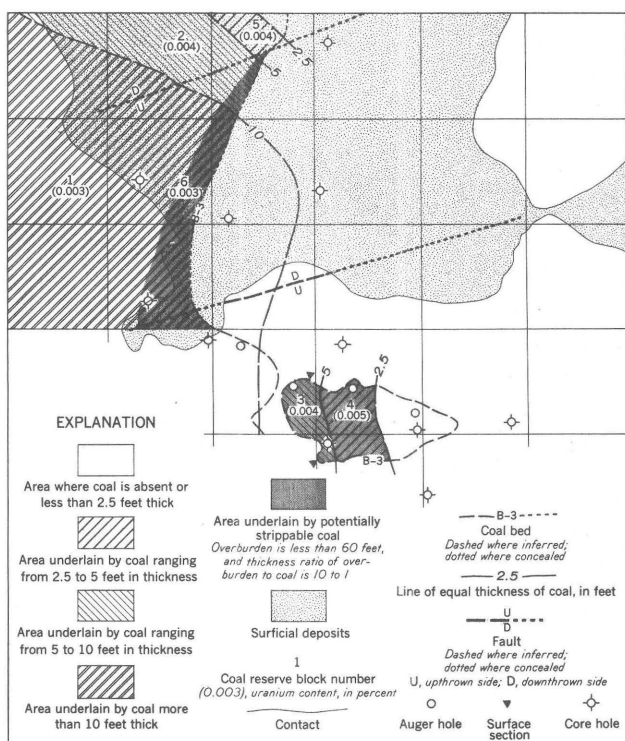 2
(0.004)
5
(0.004)
2.5
5
D
U
10
1
(0.003)
6
(0.003)
B-3
D
U
5
2.5
3
(0.004)
4
(0.005)
B-3
EXPLANATION
Area where coal is absent or
less than 2.5 feet thick
Area underlain by coal ranging
from 2.5 to 5 feet in thickness
Area underlain by coal ranging
from 5 to 10 feet in thickness
Area underlain by coal more
than 10 feet thick
Area underlain by potentially
strippable coal
Overburden is less than 60 feet,
and thickness ratio of over-
burden to coal is 10 to 1
Surficial deposits
1
Coal reserve block number
(0.003), uranium content, in percent
Contact
B-3
Coal bed
Dashed where inferred;
dotted where concealed
2.5
Line of equal thickness of coal, in feet
U
D
Fault
Dashed where inferred;
dotted where concealed
U, upthrown side; D, downthrown side
Auger hole
Surface
section
Core hole